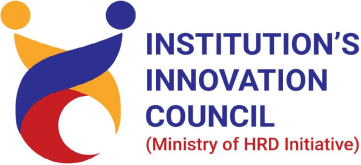 INSTITUTION'S
INNOVATION
COUNCIL
(Ministry of HRD Initiative)